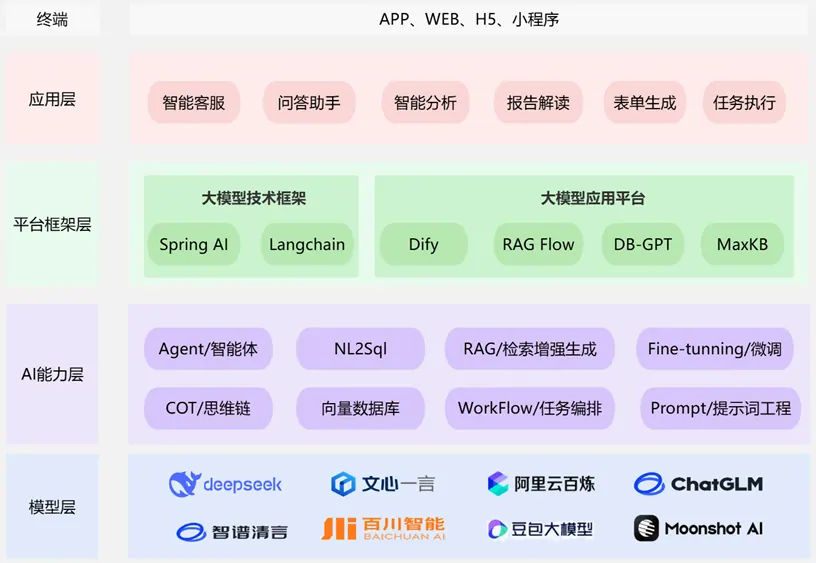 终端
APP、WEB、H5、小程序
应用层
智能客服
问答助手
智能分析
报告解读
表单生成
任务执行
平台框架层
大模型技术框架
大模型应用平台
Spring AI
Langchain
Dify
RAG Flow
DB-GPT
MaxKB
AI能力层
Agent/智能体
NL2Sql
RAG/检索增强生成
Fine-tunning/微调
COT/思维链
向量数据库
WorkFlow/任务编排
Prompt/提示词工程
模型层
deepseek
文心一言
阿里云百炼
ChatGLM
智谱清言
百川智能
BAICHUAN AI
豆包大模型
Moonshot AI